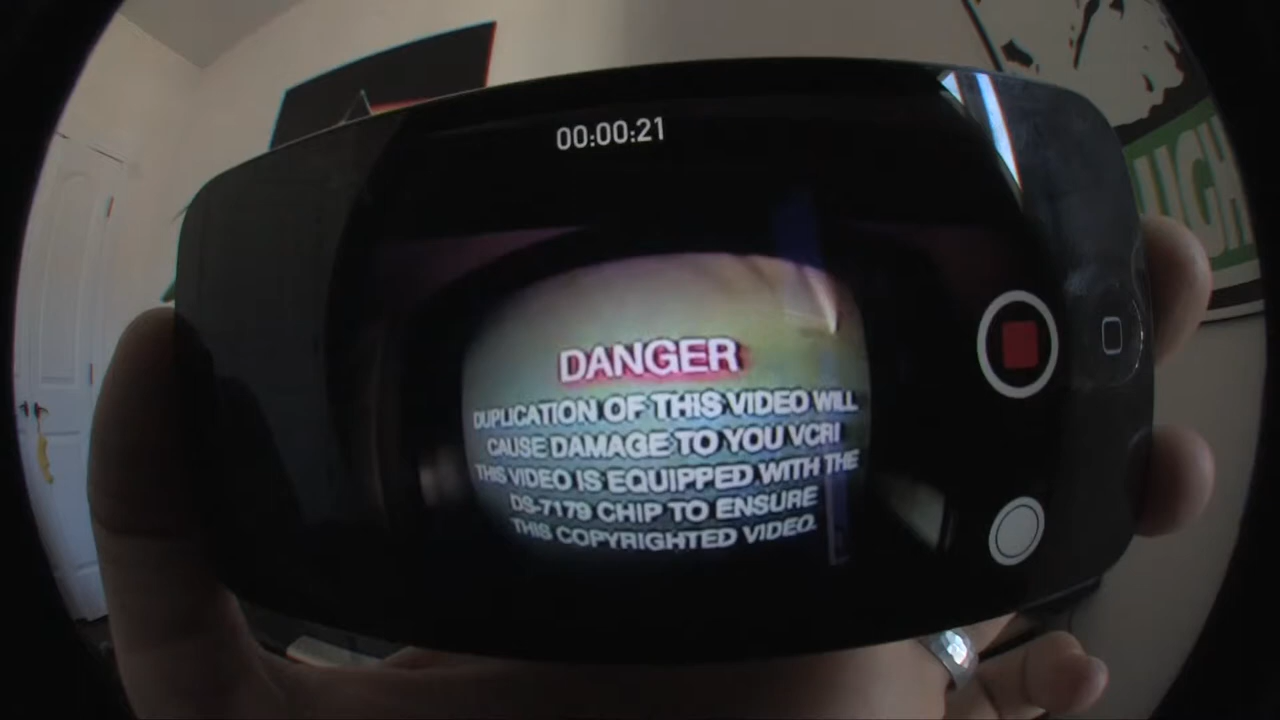 00:00:21
DANGER
DUPLICATION OF THIS VIDEO WILL
CAUSE DAMAGE TO YOU VCR!
THIS VIDEO IS EQUIPPED WITH THE
DS-7179 CHIP TO ENSURE
THIS COPYRIGHTED VIDEO.